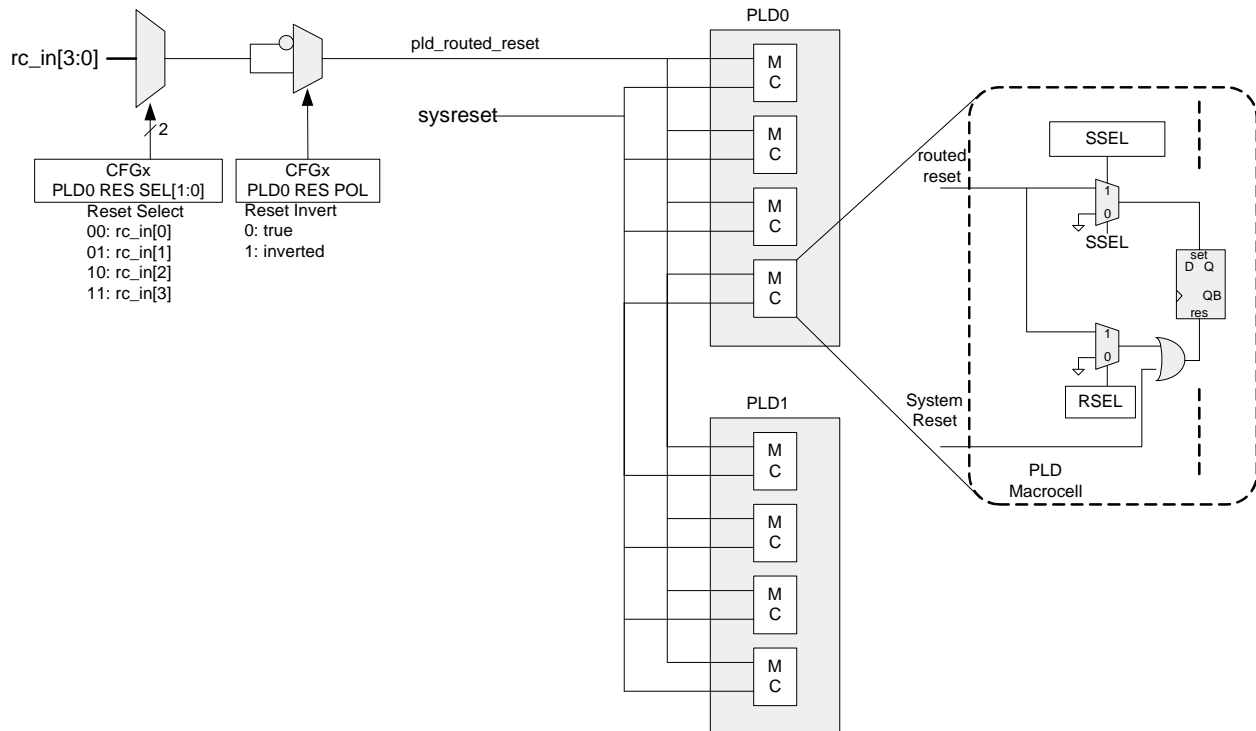 rc_in[3:0]
2
CFGx
PLD0 RES SEL[1:0]
Reset Select
00: rc_in[0]
01: rc_in[1]
10: rc_in[2]
11: rc_in[3]
CFGx
PLD0 RES POL
Reset Invert
0: true
1: inverted
pld_routed_reset
sysreset
PLD0
M
C
M
C
M
C
M
C
PLD1
M
C
M
C
M
C
M
C
routed
reset
SSEL
1
0
SSEL
set
D Q
QB
res
1
0
RSEL
System
Reset
PLD
Macrocell